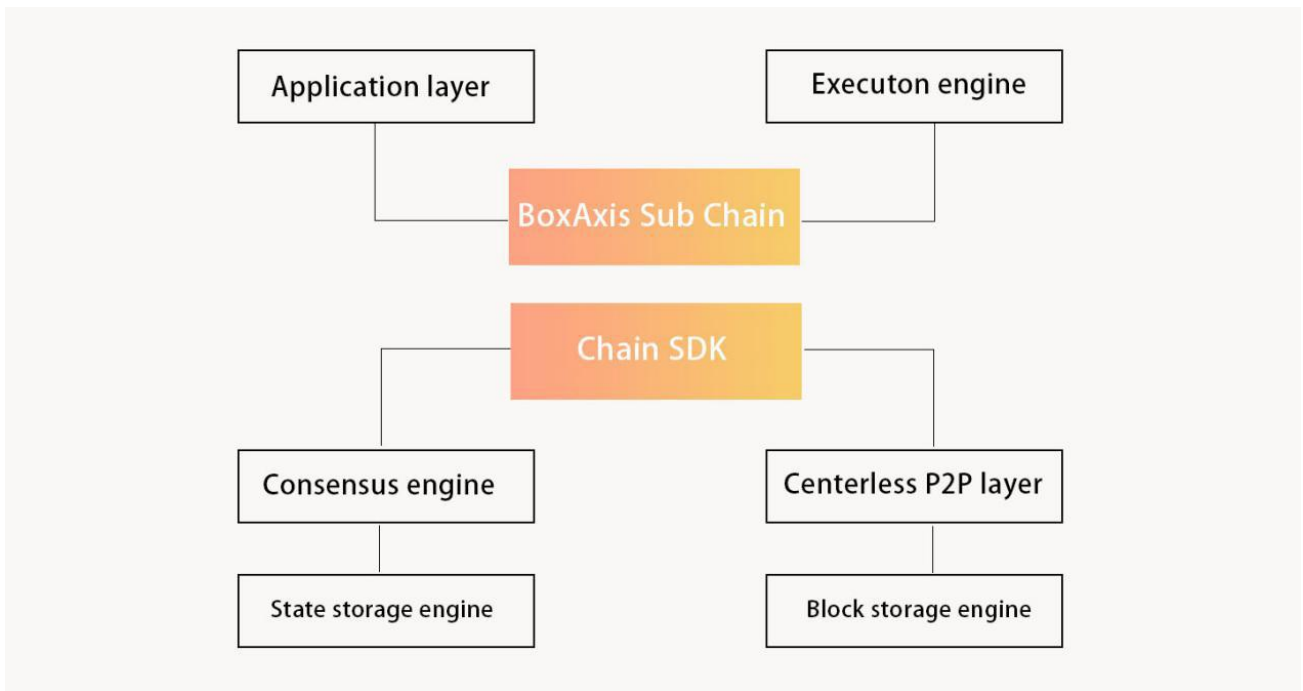 Application layer
Executon engine
BoxAxis Sub Chain
Chain SDK
Consensus engine
Centerless P2P layer
State storage engine
Block storage engine